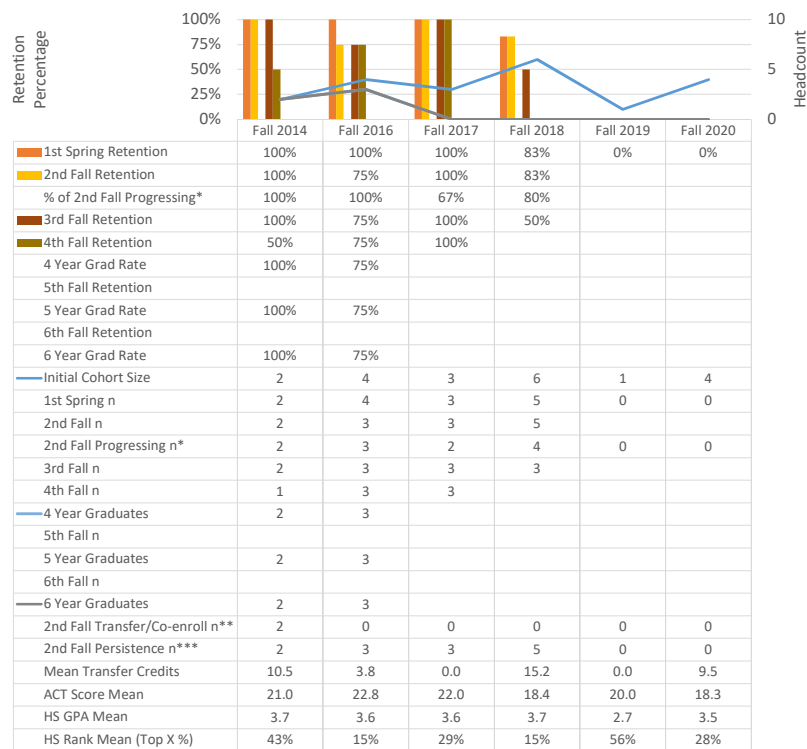 Retention
Percentage
100%
75%
50%
25%
0%
10
5
0
Headcount
Fall 2014 Fall 2016 Fall 2017 Fall 2018 Fall 2019 Fall 2020
1st Spring Retention 100% 100% 100% 83% 0% 0%
2nd Fall Retention 100% 75% 100% 83%
% of 2nd Fall Progressing* 100% 100% 67% 80%
3rd Fall Retention 100% 75% 100% 50%
4th Fall Retention 50% 75% 100%
4 Year Grad Rate 100% 75%
5th Fall Retention
5 Year Grad Rate 100% 75%
6th Fall Retention
6 Year Grad Rate 100% 75%
Initial Cohort Size 2 4 3 6 1 4
1st Spring n 2 4 3 5 0 0
2nd Fall n 2 3 3 5
2nd Fall Progressing n* 2 3 2 4 0 0
3rd Fall n 2 3 3 3
4th Fall n 1 3 3
4 Year Graduates 2 3
5th Fall n
5 Year Graduates 2 3
6th Fall n
6 Year Graduates 2 3
2nd Fall Transfer/Co-enroll n** 2 0 0 0 0 0
2nd Fall Persistence n*** 2 3 3 5 0 0
Mean Transfer Credits 10.5 3.8 0.0 15.2 0.0 9.5
ACT Score Mean 21.0 22.8 22.0 18.4 20.0 18.3
HS GPA Mean 3.7 3.6 3.6 3.7 2.7 3.5
HS Rank Mean (Top X %) 43% 15% 29% 15% 56% 28%